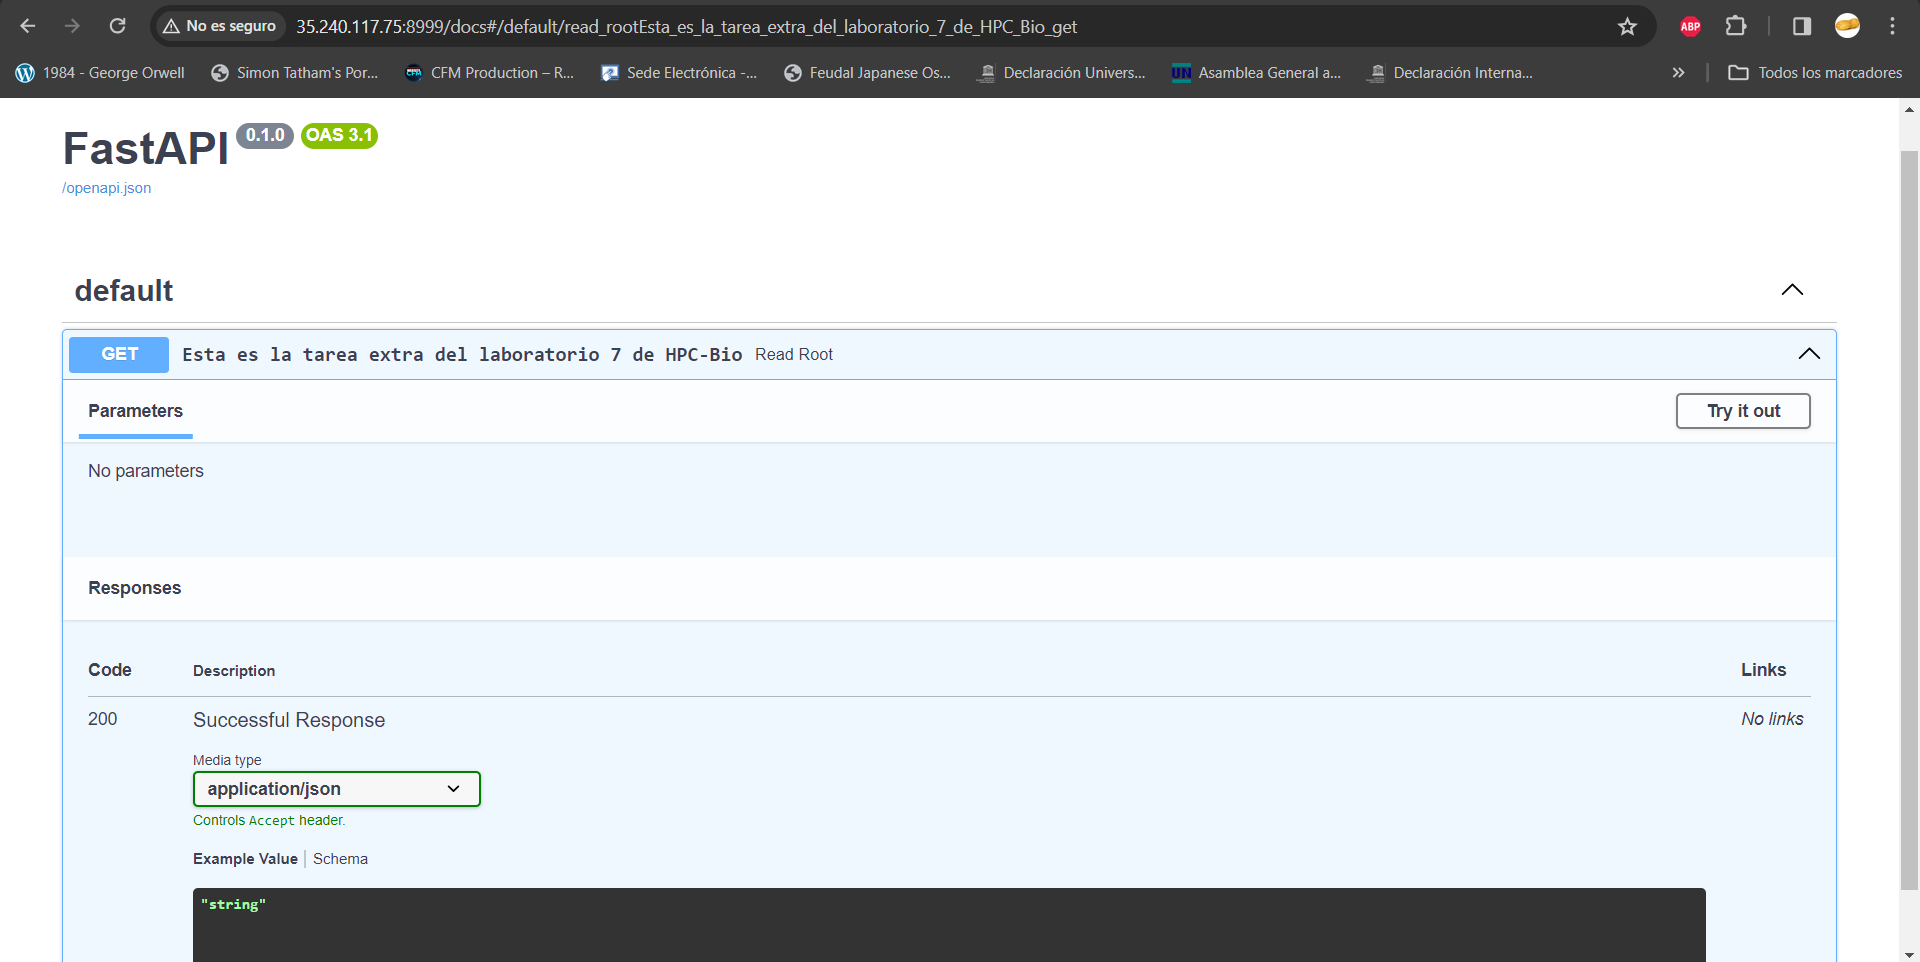 No es seguro 35.240.117.75:8999/docs#/default/read_rootEsta_es_la_tarea_extra_del_laboratorio_7_de_HPC_Bio_get ABP
1984 - George Orwell Simon Tatham's Por... CFM CFM Production – R... Sede Electrónica -... Feudal Japanese Os... Declaración Univers... UN Asamblea General a... Declaración Interna... » Todos los marcadores
FastAPI 0.1.0 OAS 3.1
/openapi.json
default
GET Esta es la tarea extra del laboratorio 7 de HPC-Bio Read Root
Parameters Try it out
No parameters
Responses
Code Description Links
200 Successful Response No links
Media type
application/json
Controls Accept header.
Example Value Schema
"string"